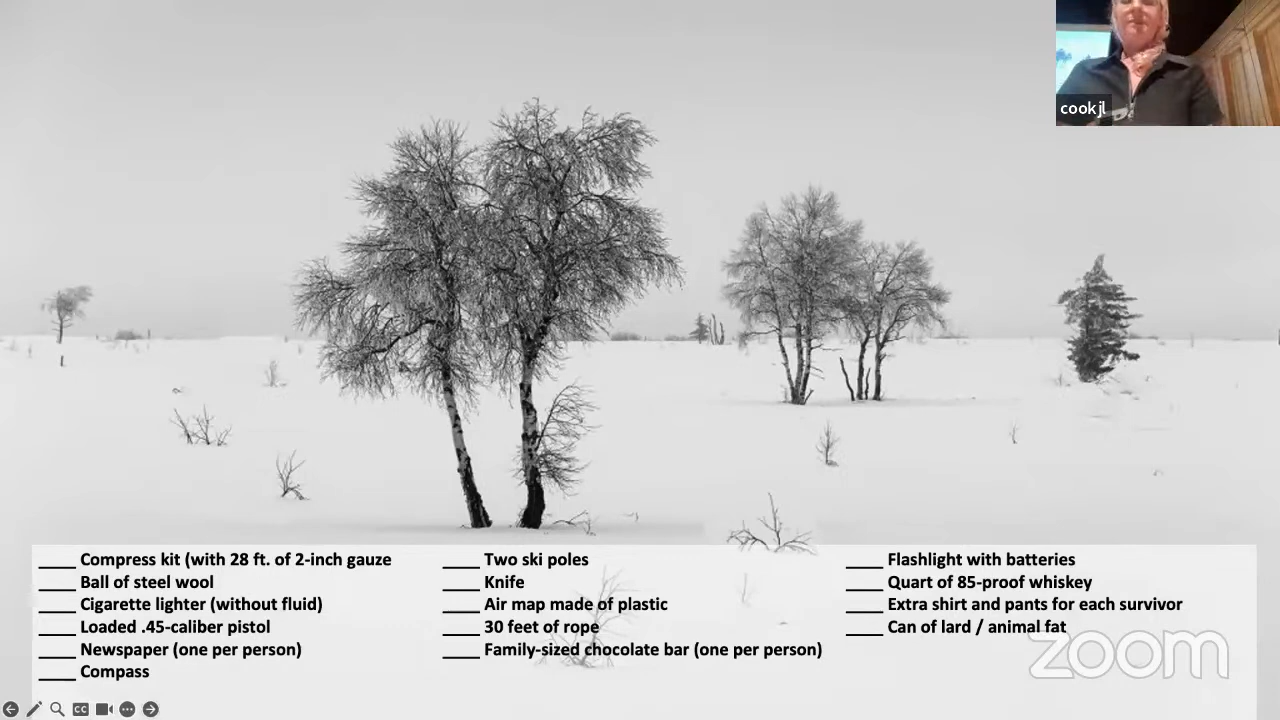 cookjl
____ Compress kit (with 28 ft. of 2-inch gauze
____ Ball of steel wool
____ Cigarette lighter (without fluid)
____ Loaded .45-caliber pistol
____ Newspaper (one per person)
____ Compass
____ Two ski poles
____ Knife
____ Air map made of plastic
____ 30 feet of rope
____ Family-sized chocolate bar (one per person)
____ Flashlight with batteries
____ Quart of 85-proof whiskey
____ Extra shirt and pants for each survivor
____ Can of lard / animal fat
zoom
CC